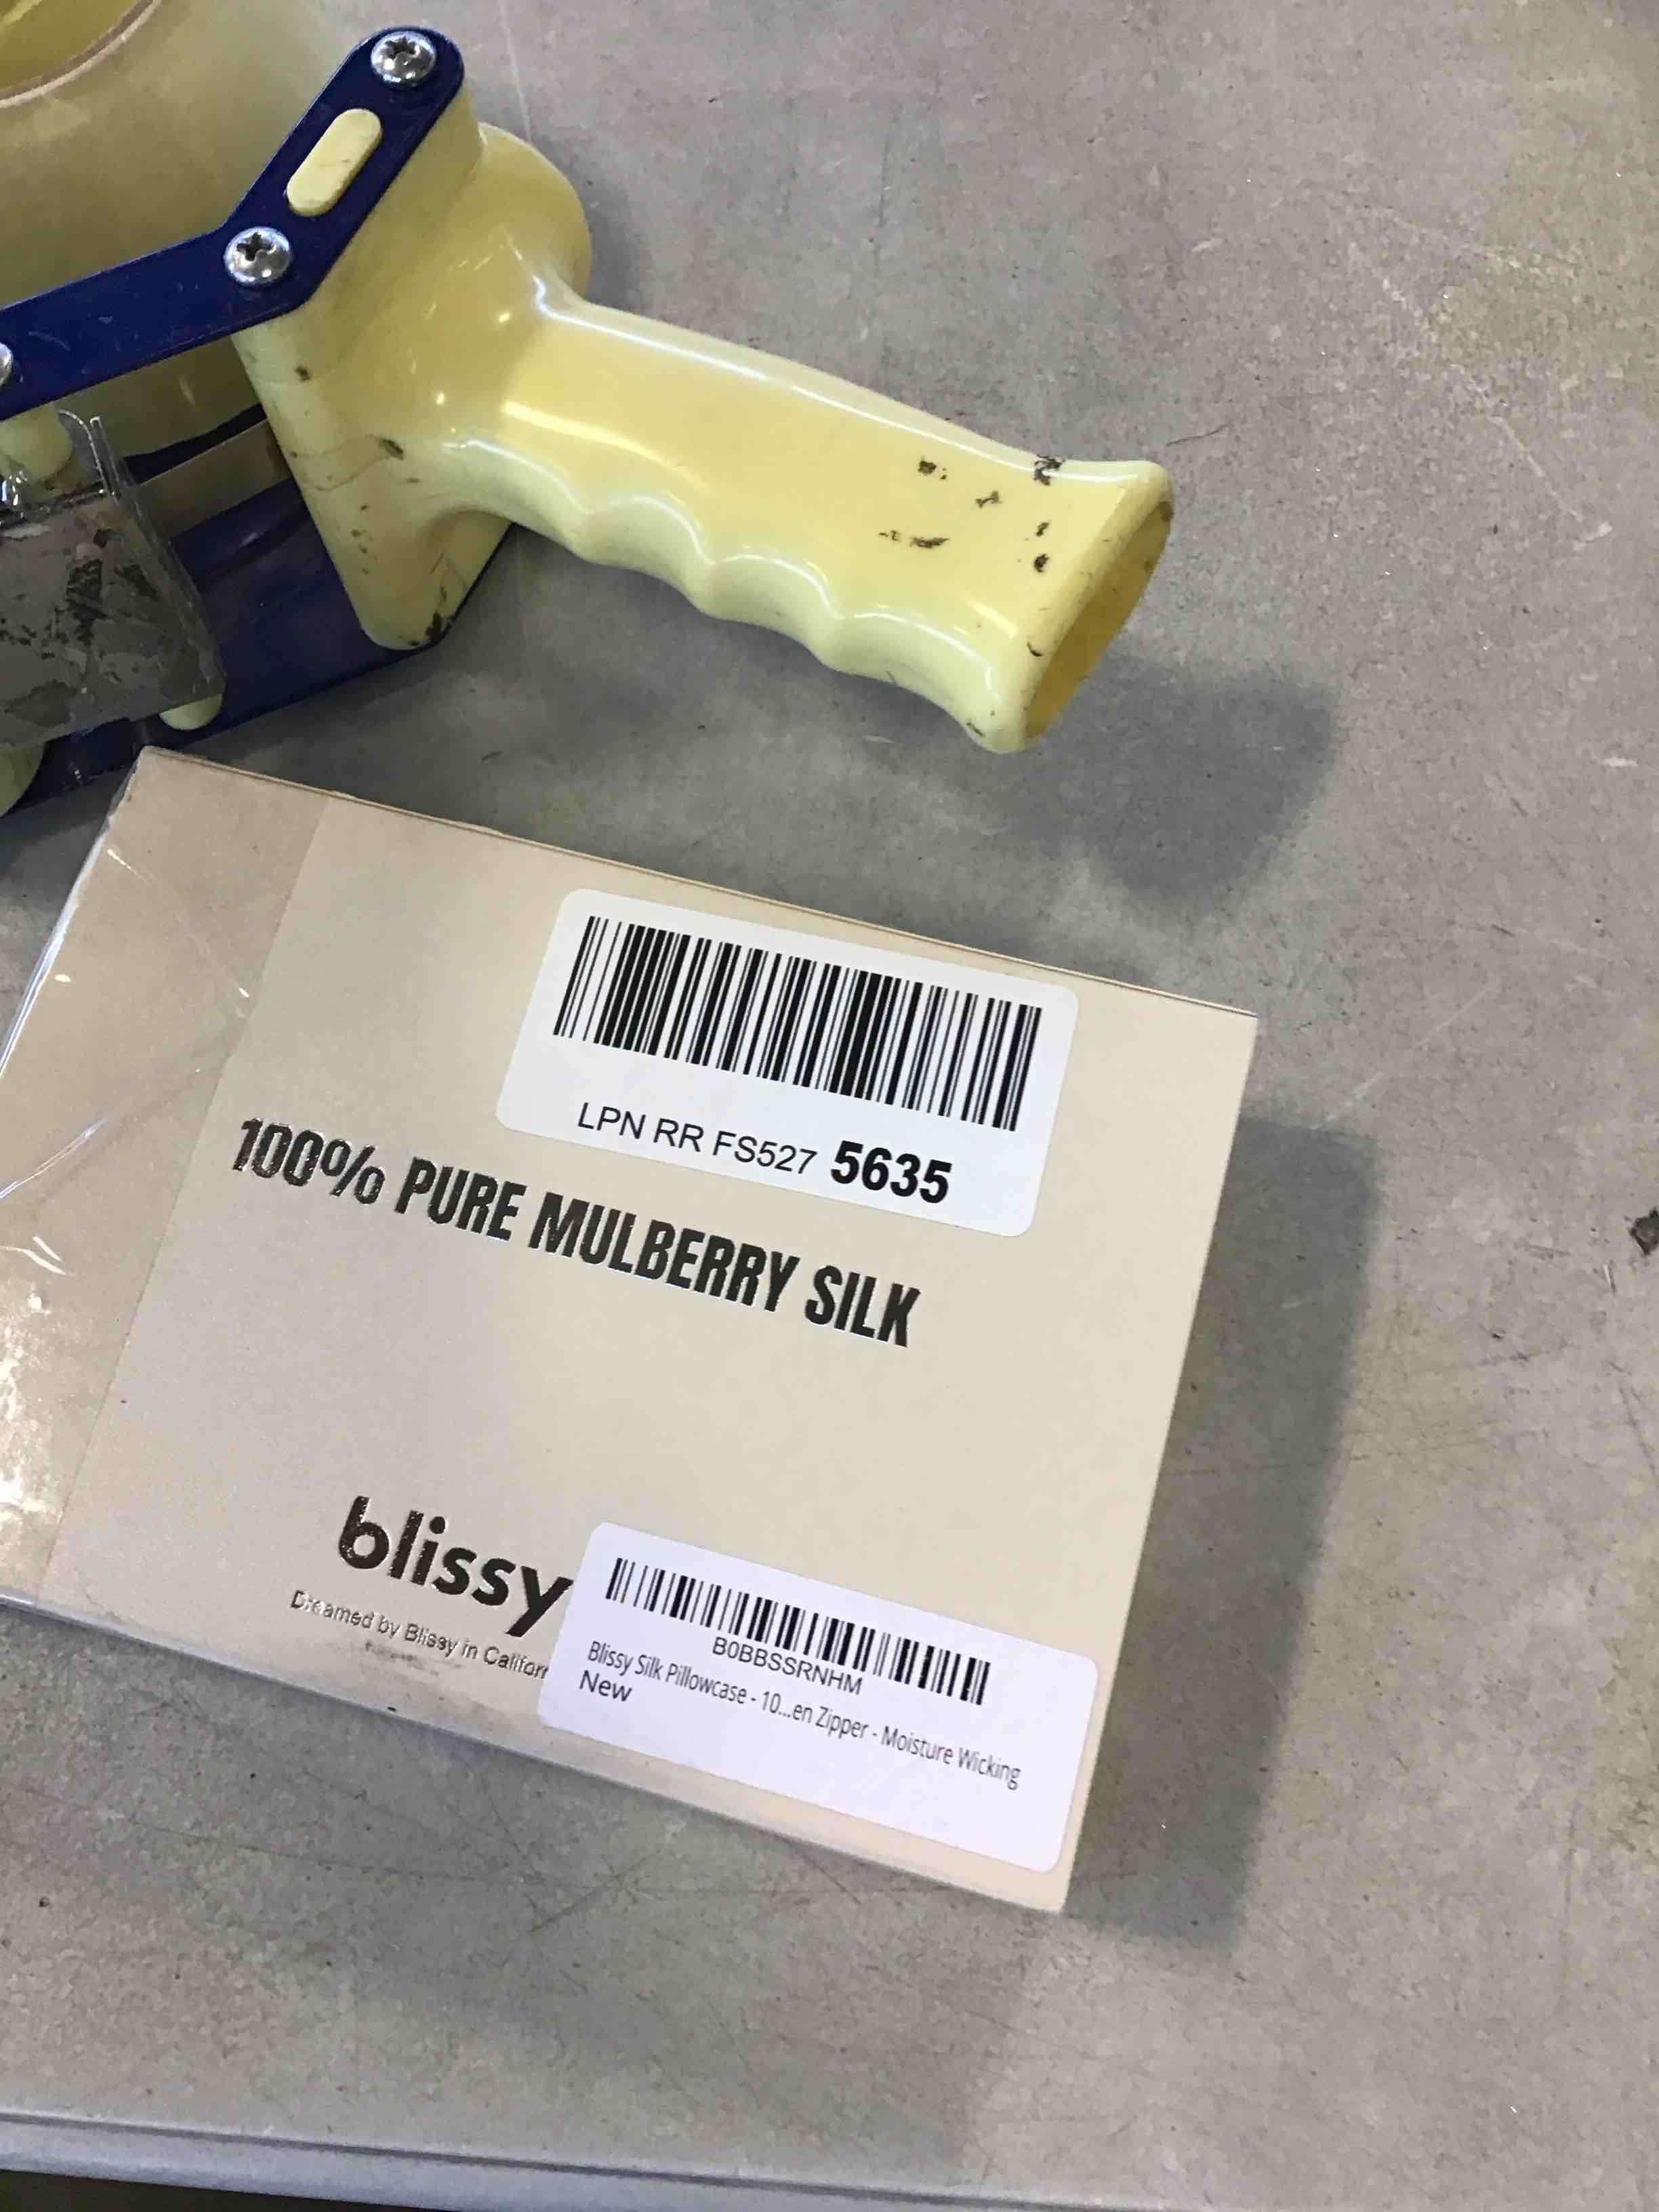 LPN RR FS527 5635
100% PURE MULBERRY SILK
blissy
Dreamed by Blissy in Californ
B0BBSSRNHM
Blissy Silk Pillowcase - 10...en Zipper - Moisture Wicking
New